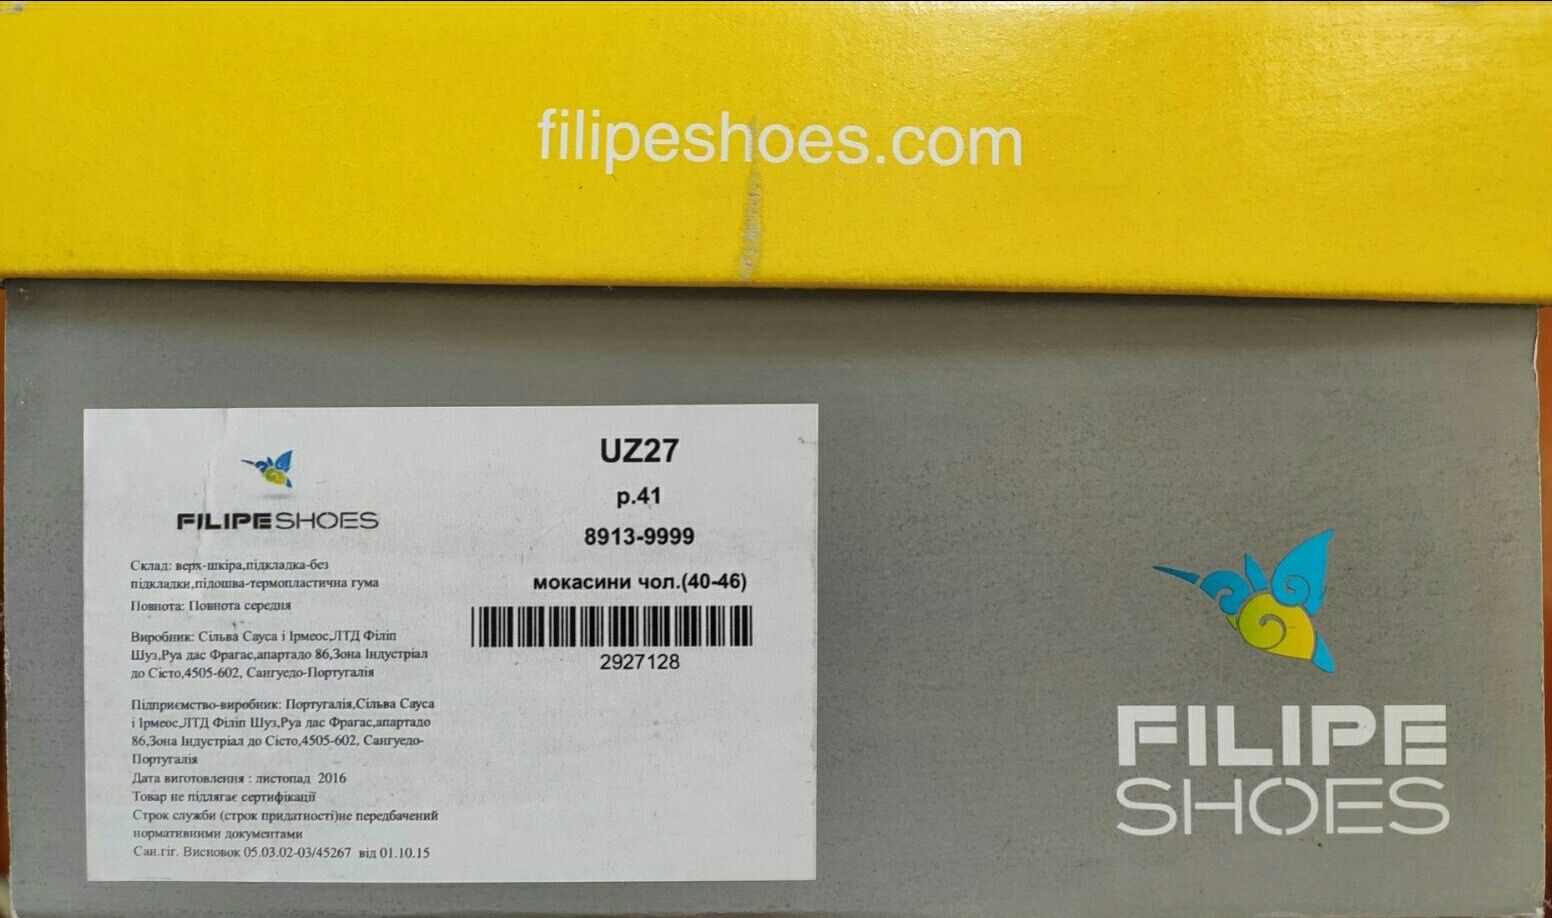 filipeshoes.com
FILIPESHOES
Склад: верх-шкіра,підкладка-без
підкладки,підошва-термопластична гума
Повнота: Повнота середня
Виробник: Сільва Сауса і Ірмеос,ЛТД Філіп
Шуз,Руа дас Фрагас,апартадо 86,Зона Індустріал
до Сісто,4505-602, Сангуедо-Португалія
Підприємство-виробник: Португалія,Сільва Сауса
і Ірмеос,ЛТД Філіп Шуз,Руа дас Фрагас,апартадо
86,Зона Індустріал до Сісто,4505-602, Сангуедо-
Португалія
Дата виготовлення : листопад 2016
Товар не підлягає сертифікації
Строк служби (строк придатності)не передбачений
нормативними документами
Сан.гіг. Висновок 05.03.02-03/45267 від 01.10.15
UZ27
р.41
8913-9999
мокасини чол.(40-46)
2927128
FILIPE
SHOES